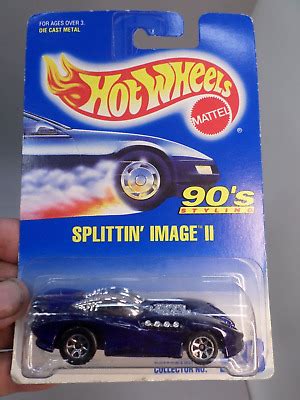 FOR AGES OVER 3.
DIE CAST METAL
HOT WHEELS
MATTEL
®
90's
STYLING
SPLITTIN' IMAGE II
COLLECTOR NO.